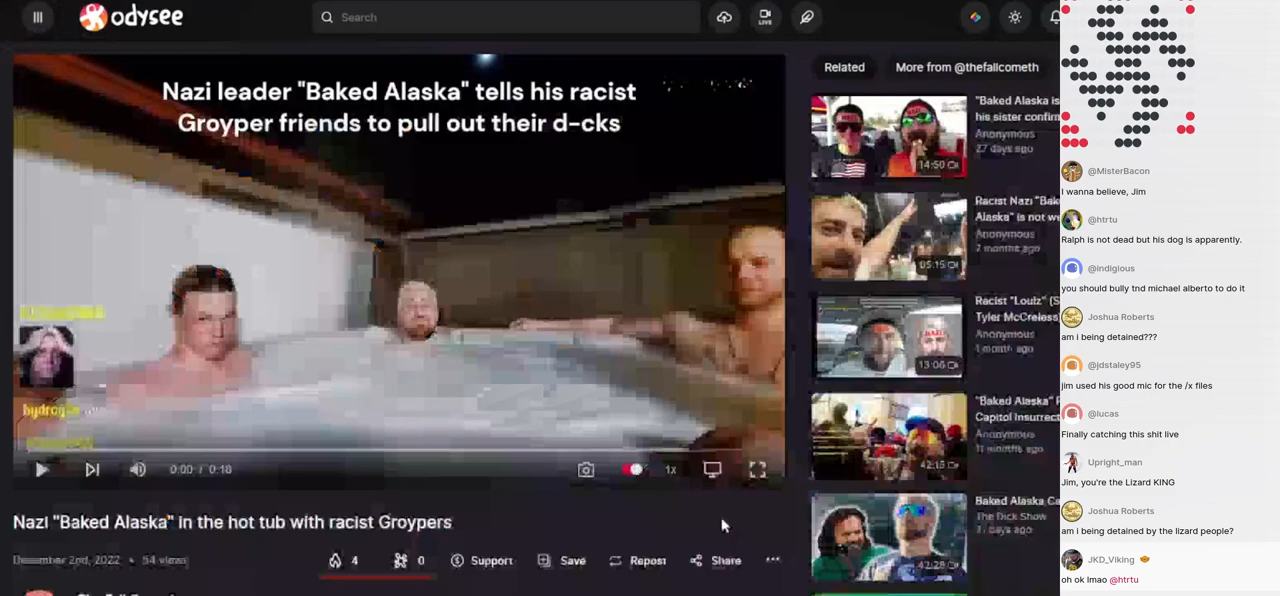 odysee
Search
LIVE
Nazi leader "Baked Alaska" tells his racist
Groyper friends to pull out their d-cks
0:00 / 0:18
1x
Nazi "Baked Alaska" in the hot tub with racist Groypers
December 2nd, 2022 • 54 views
4
0
Support
Save
Repost
Share
Related
More from @thefallcometh
"Baked Alaska is
his sister confirm
Anonymous
27 days ago
14:50
Racist Nazi "Bak
Alaska" is not w
Anonymous
7 months ago
05:15
Racist "Louiz" (S
Tyler McCreless
Anonymous
1 month ago
13:06
"Baked Alaska"
Capitol Insurrect
Anonymous
11 months ago
42:15
Baked Alaska Ca
The Dick Show
days ago
42:28
@MisterBacon
I wanna believe, Jim
@htrtu
Ralph is not dead but his dog is apparently.
@indigious
you should bully tnd michael alberto to do it
Joshua Roberts
am i being detained???
@jdstaley95
jim used his good mic for the /x files
@lucas
Finally catching this shit live
Upright_man
Jim, you're the Lizard KING
Joshua Roberts
am i being detained by the lizard people?
JKD_Viking
oh ok lmao @htrtu